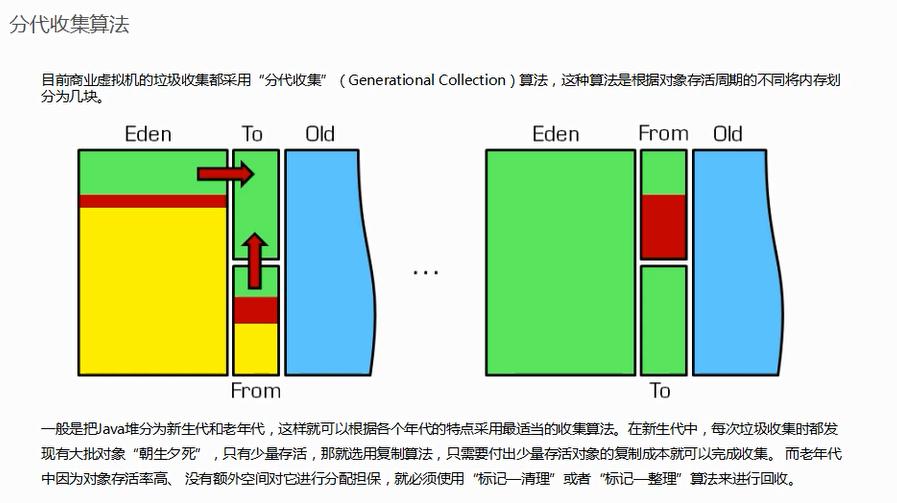 分代收集算法
目前商业虚拟机的垃圾收集都采用“分代收集”（Generational Collection）算法，这种算法是根据对象存活周期的不同将内存划
分为几块。
Eden To Old
Eden From Old
...
From
To
一般是把Java堆分为新生代和老年代，这样就可以根据各个年代的特点采用最适当的收集算法。在新生代中，每次垃圾收集时都发
现有大批对象“朝生夕死”，只有少量存活，那就选用复制算法，只需要付出少量存活对象的复制成本就可以完成收集。 而老年代
中因为对象存活率高、 没有额外空间对它进行分配担保，就必须使用“标记—清理”或者“标记—整理”算法来进行回收。